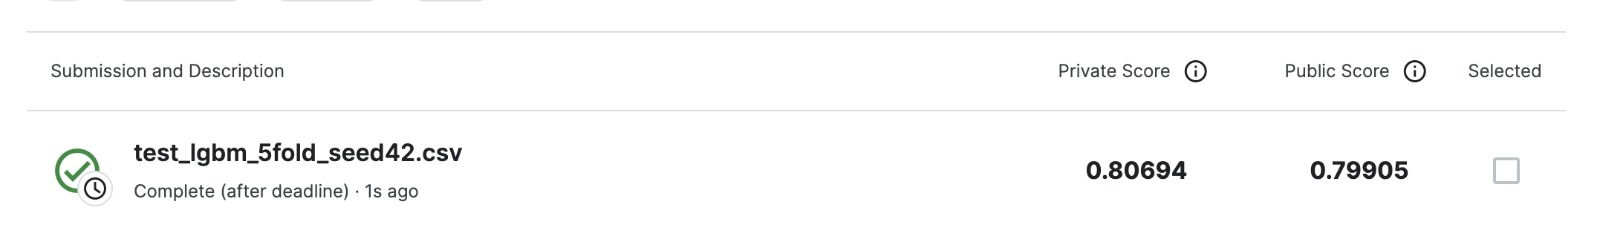 Submission and Description Private Score Public Score Selected
test_lgbm_5fold_seed42.csv 0.80694 0.79905
Complete (after deadline) · 1s ago